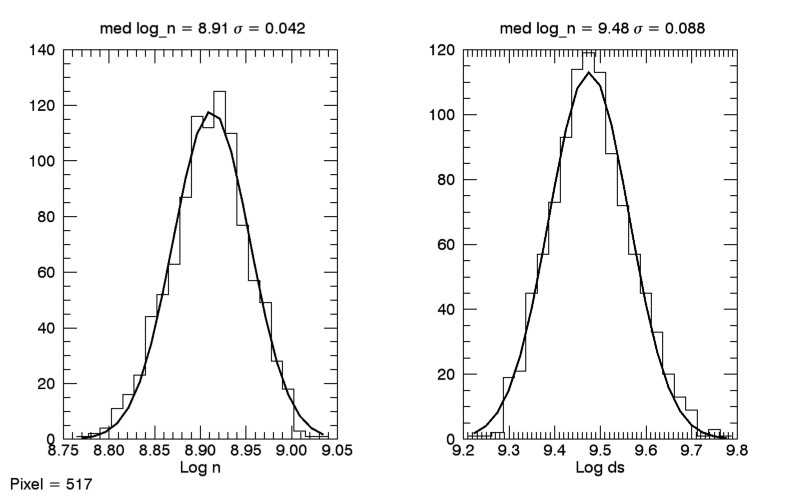 med log_n = 8.91 σ = 0.042
med log_n = 9.48 σ = 0.088
140
120
100
80
60
40
20
0
8.75 8.80 8.85 8.90 8.95 9.00 9.05
Log n
120
100
80
60
40
20
0
9.2 9.3 9.4 9.5 9.6 9.7 9.8
Log ds
Pixel = 517